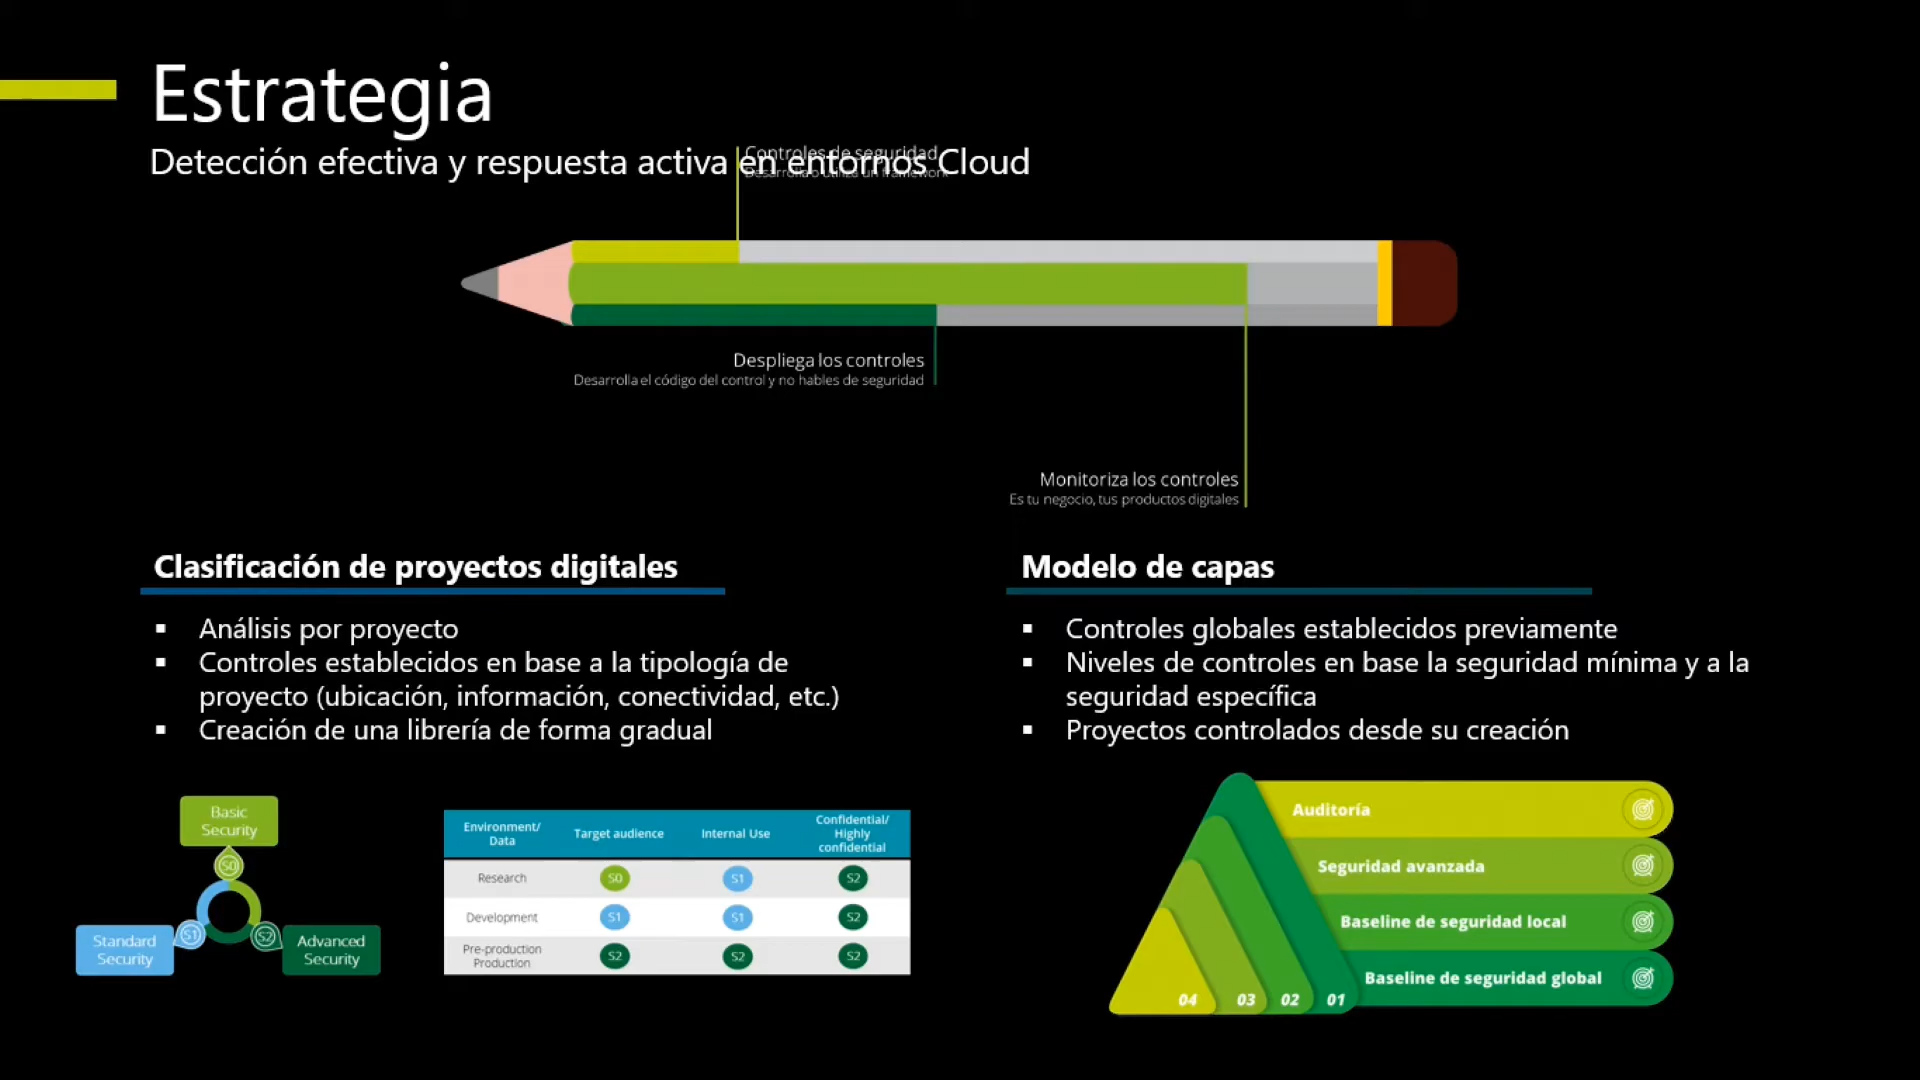 Estrategia
Detección efectiva y respuesta activa en entornos Cloud
Controles de seguridad
Desarrolla o utiliza un framework
Despliega los controles
Desarrolla el código del control y no hables de seguridad
Monitoriza los controles
Es tu negocio, tus productos digitales
Clasificación de proyectos digitales
▪ Análisis por proyecto
▪ Controles establecidos en base a la tipología de
proyecto (ubicación, información, conectividad, etc.)
▪ Creación de una librería de forma gradual
Basic
Security
S0
Standard
Security
S1
S2
Advanced
Security
Environment/
Data
Target audience
Internal Use
Confidential/
Highly
confidential
Research
S0
S1
S2
Development
S1
S1
S2
Pre-production
Production
S2
S2
S2
Modelo de capas
▪ Controles globales establecidos previamente
▪ Niveles de controles en base la seguridad mínima y a la
seguridad específica
▪ Proyectos controlados desde su creación
Auditoría
Seguridad avanzada
Baseline de seguridad local
Baseline de seguridad global
04 03 02 01